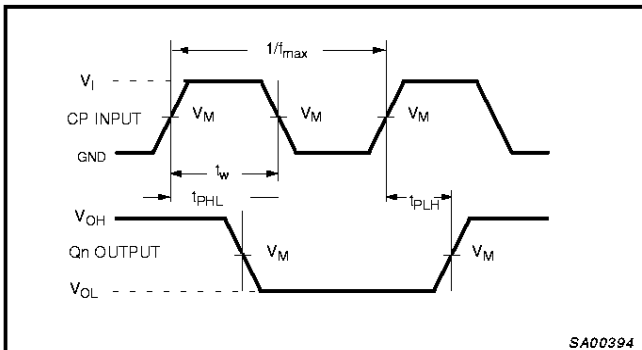 1/fmax
VI
CP INPUT
VM
VM
VM
GND
tw
tPHL
tPLH
VOH
Qn OUTPUT
VM
VM
VOL
SA00394